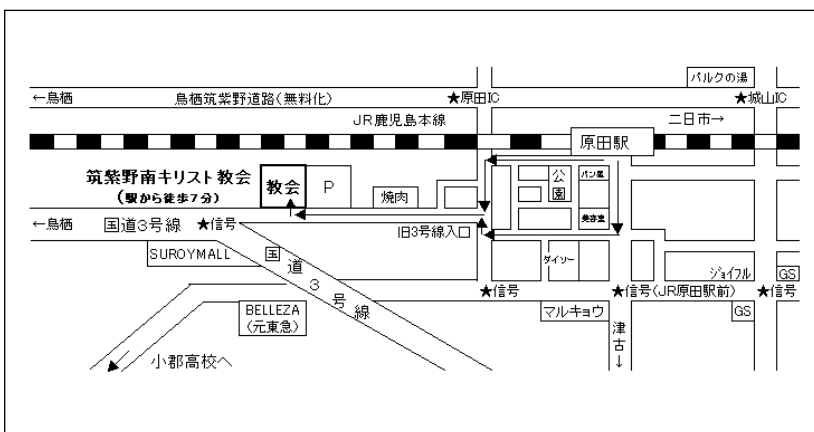 パルクの湯
←鳥栖
鳥栖筑紫野道路(無料化)
★原田IC
★城山IC
JR鹿児島本線
二日市→
原田駅
筑紫野南キリスト教会
(駅から徒歩7分)
教会
P
焼肉
公園
パン屋
美容室
←鳥栖
国道3号線
★信号
旧3号線入口
SUROYMALL
国道3号線
ダイソー
ジョイフル
GS
★信号
★信号(JR原田駅前)
★信号
BELLEZA
(元東急)
マルキョウ
GS
津古↓
小郡高校へ